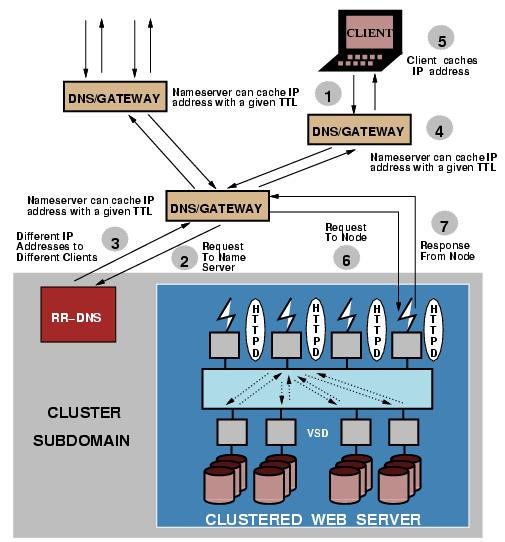 CLIENT
5
Client caches
IP address
DNS/GATEWAY
Nameserver can cache IP
address with a given TTL
1
DNS/GATEWAY
4
Nameserver can cache IP
address with a given TTL
Nameserver can cache IP
address with a given TTL
DNS/GATEWAY
Different IP
Addresses to
Different Clients
3
2
Request
To Name
Server
Request
To Node
6
7
Response
From Node
RR-DNS
HTTPD
HTTPD
HTTPD
HTTPD
CLUSTER
SUBDOMAIN
VSD
CLUSTERED WEB SERVER